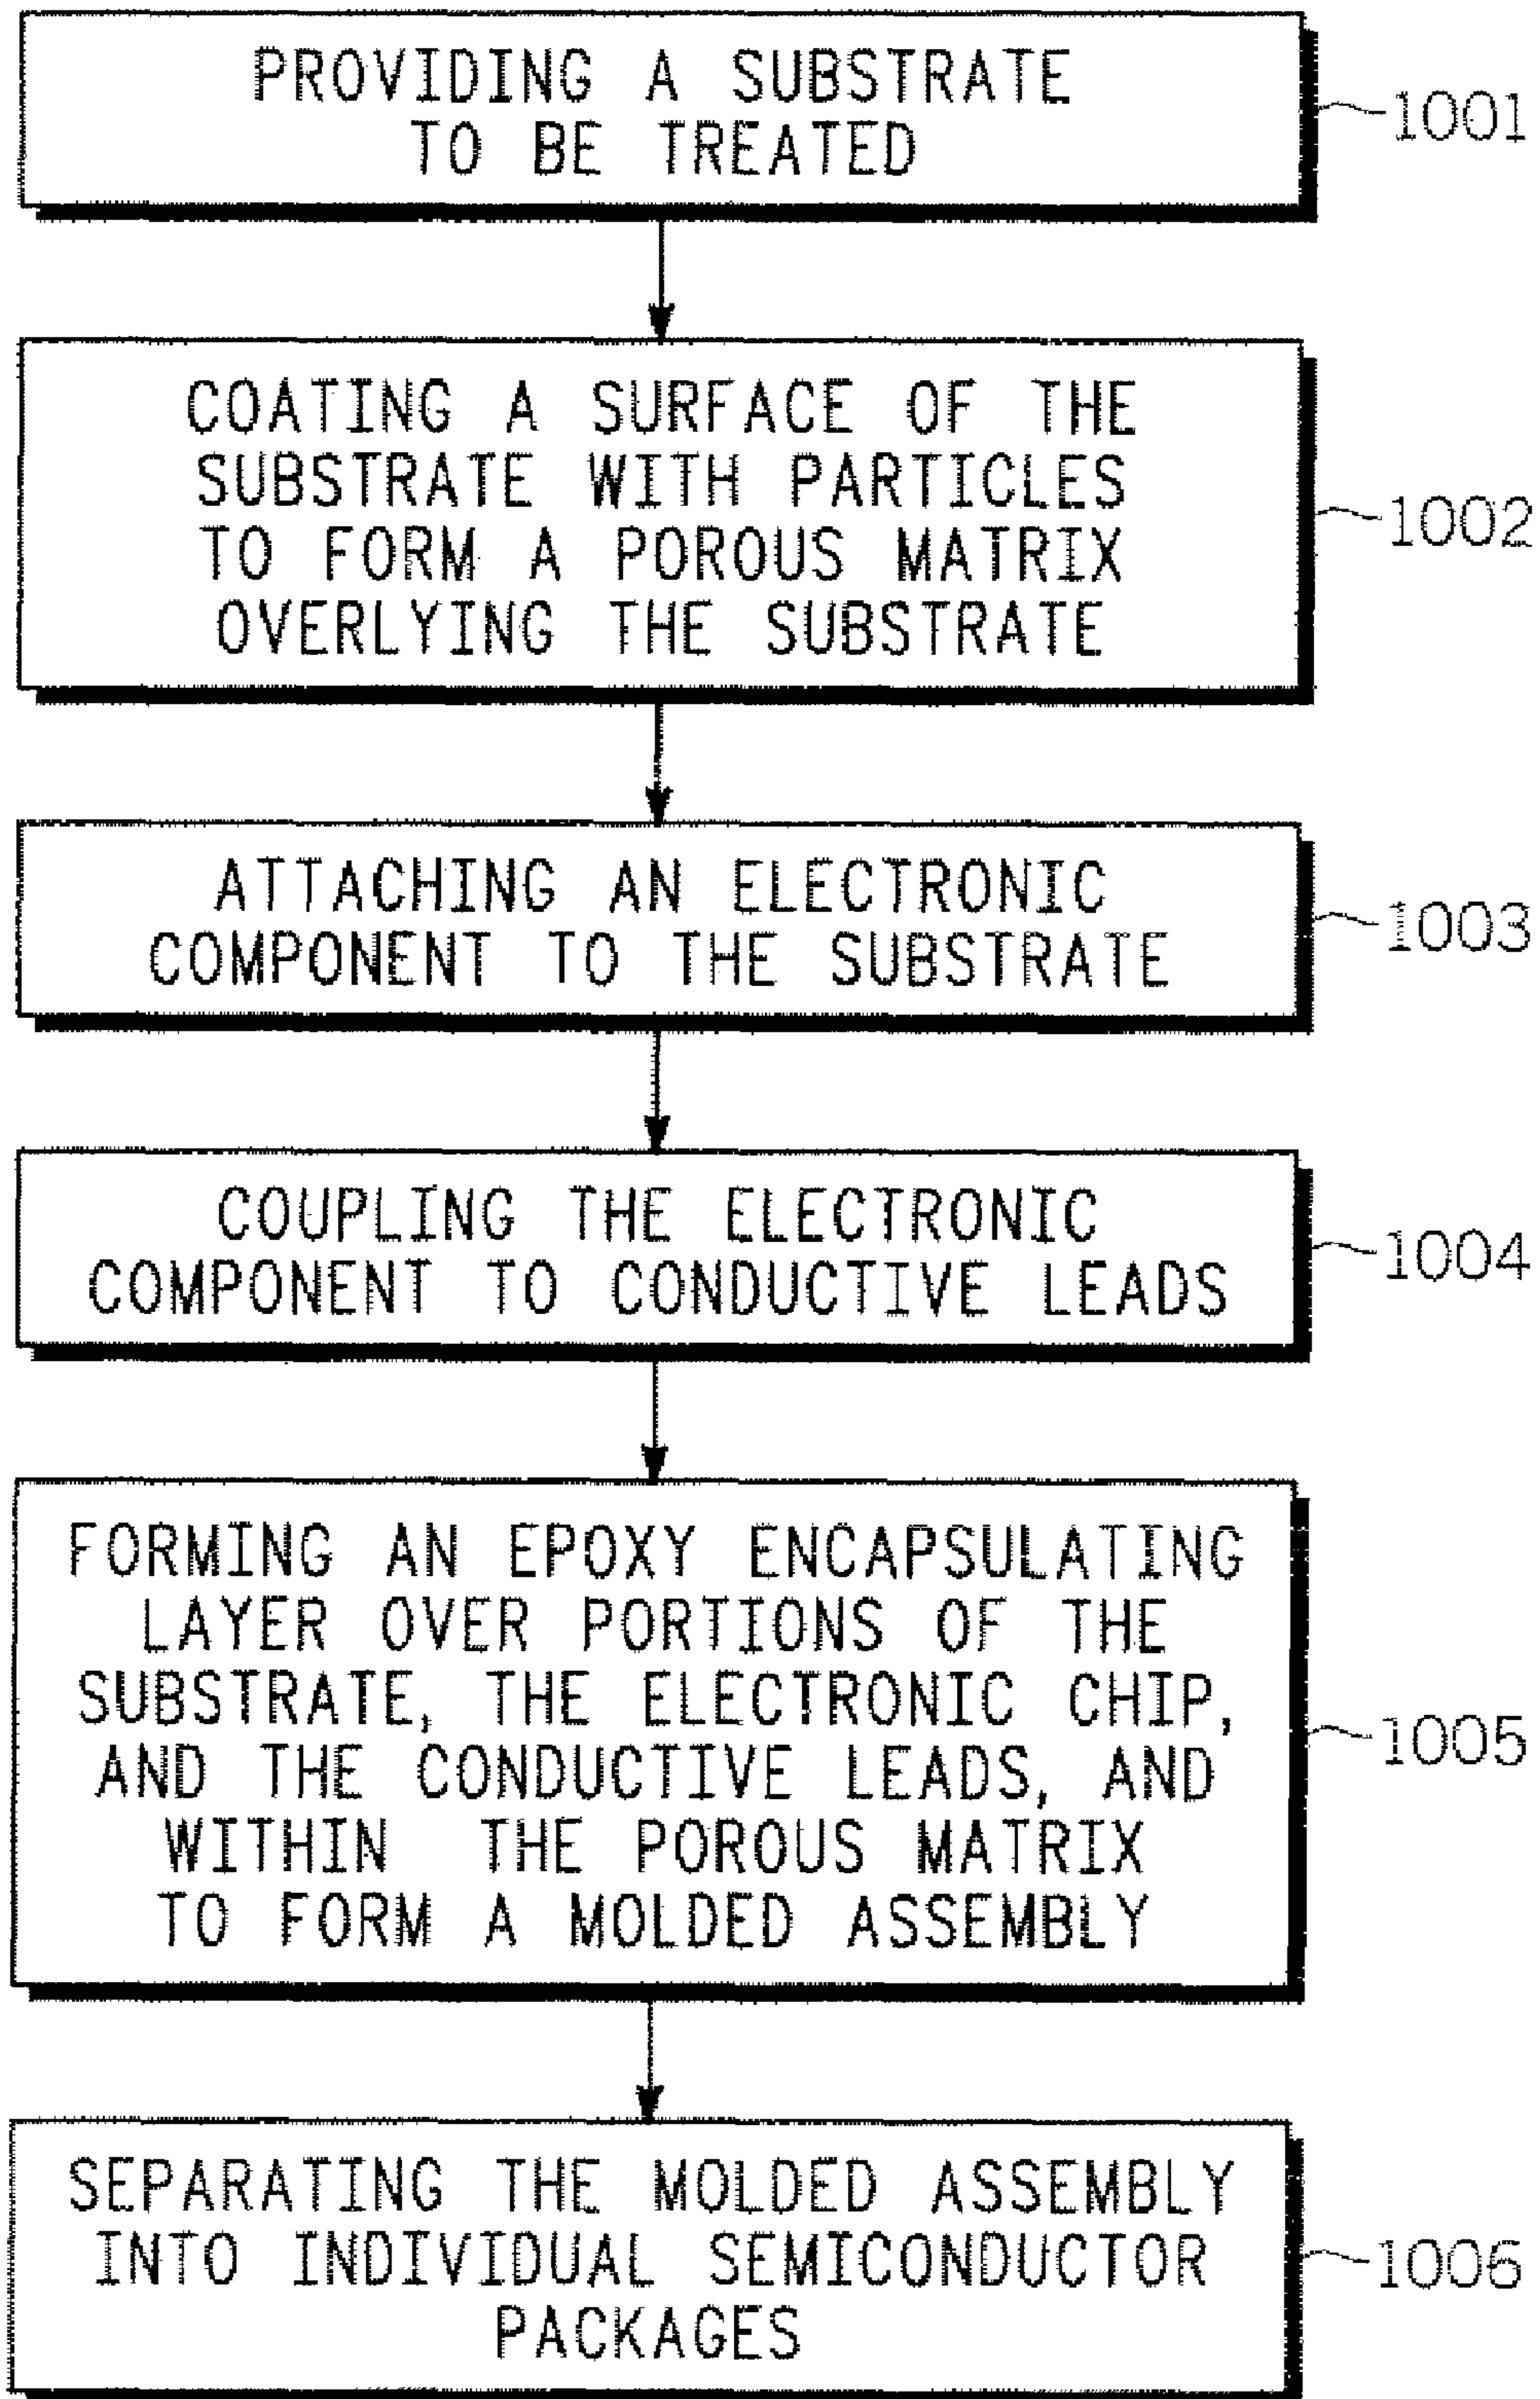 PROVIDING A SUBSTRATE
TO BE TREATED
1001
COATING A SURFACE OF THE
SUBSTRATE WITH PARTICLES
TO FORM A POROUS MATRIX
OVERLYING THE SUBSTRATE
1002
ATTACHING AN ELECTRONIC
COMPONENT TO THE SUBSTRATE
1003
COUPLING THE ELECTRONIC
COMPONENT TO CONDUCTIVE LEADS
1004
FORMING AN EPOXY ENCAPSULATING
LAYER OVER PORTIONS OF THE
SUBSTRATE, THE ELECTRONIC CHIP,
AND THE CONDUCTIVE LEADS, AND
WITHIN THE POROUS MATRIX
TO FORM A MOLDED ASSEMBLY
1005
SEPARATING THE MOLDED ASSEMBLY
INTO INDIVIDUAL SEMICONDUCTOR
PACKAGES
1006